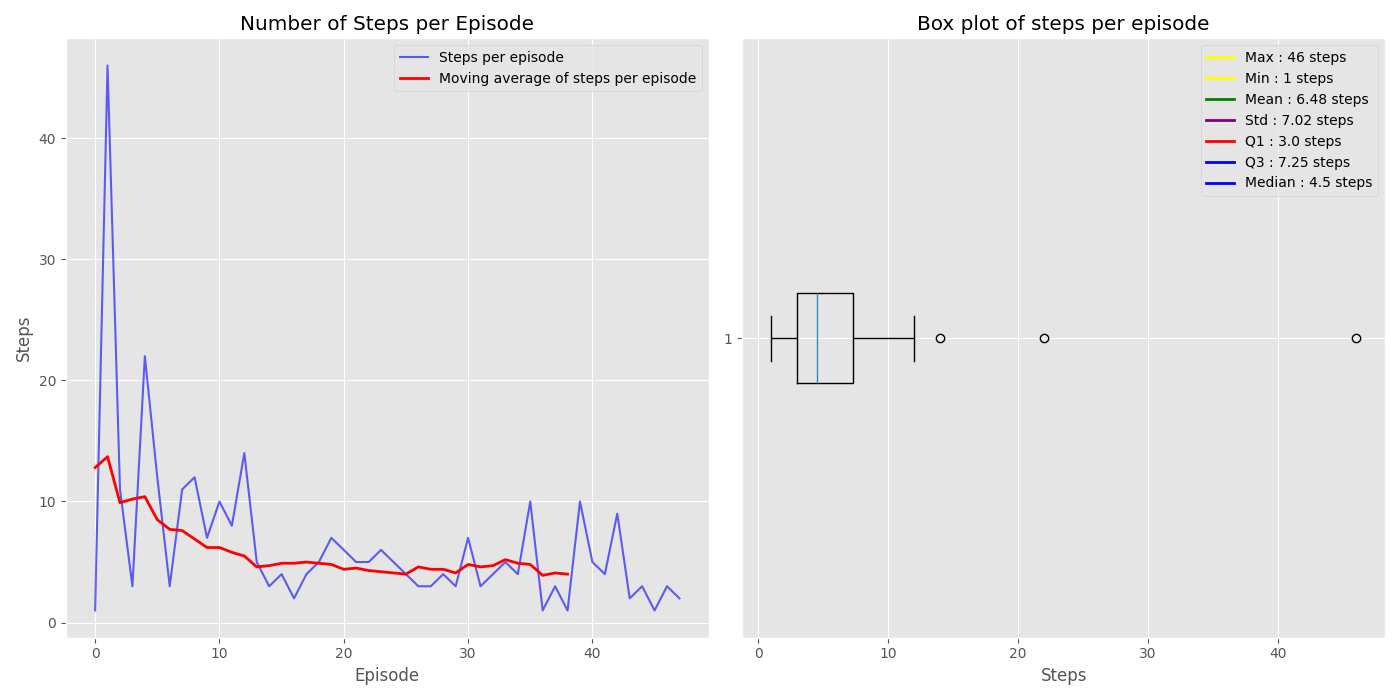 Number of Steps per Episode
Steps per episode
Moving average of steps per episode
40
30
20
10
0
Steps
0 10 20 30 40
Episode
Box plot of steps per episode
Max : 46 steps
Min : 1 steps
Mean : 6.48 steps
Std : 7.02 steps
Q1 : 3.0 steps
Q3 : 7.25 steps
Median : 4.5 steps
1
0 10 20 30 40
Steps